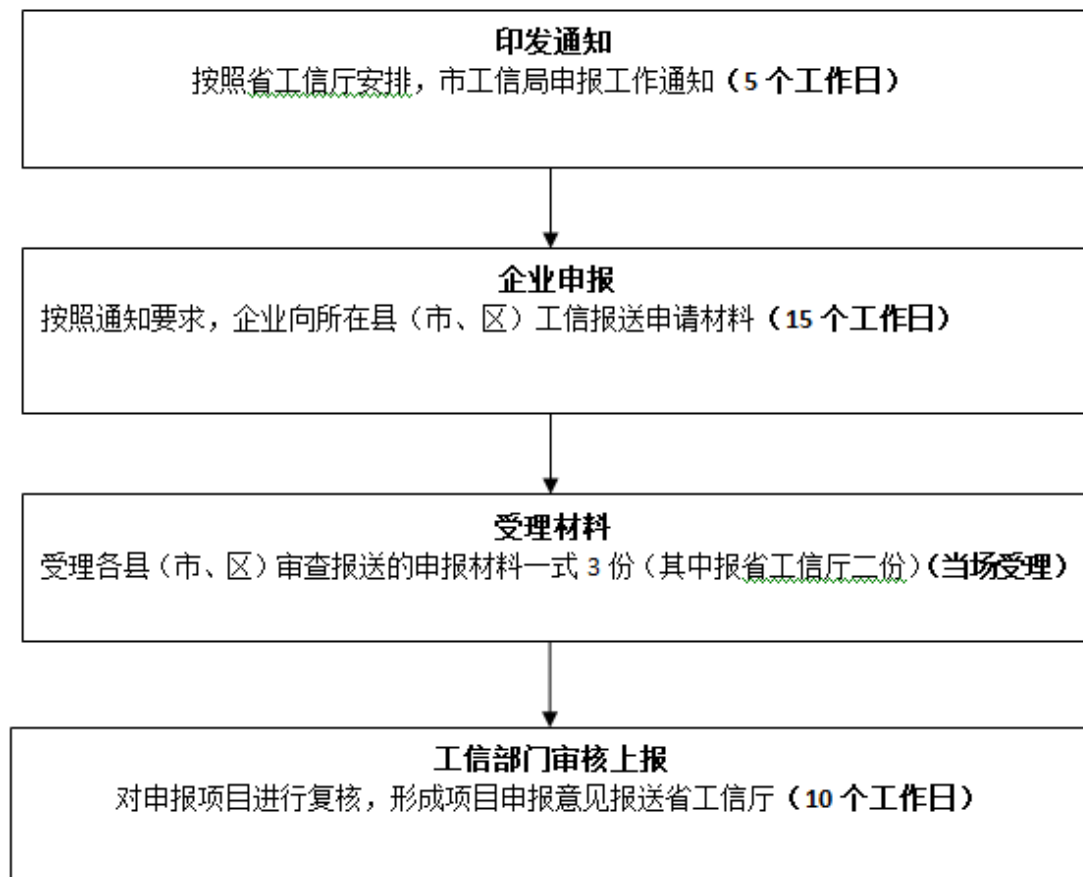 印发通知
按照省工信厅安排，市工信局申报工作通知（5 个工作日）
企业申报
按照通知要求，企业向所在县（市、区）工信报送申请材料（15 个工作日）
受理材料
受理各县（市、区）审查报送的申报材料一式 3 份（其中报省工信厅二份）（当场受理）
工信部门审核上报
对申报项目进行复核，形成项目申报意见报送省工信厅（10 个工作日）